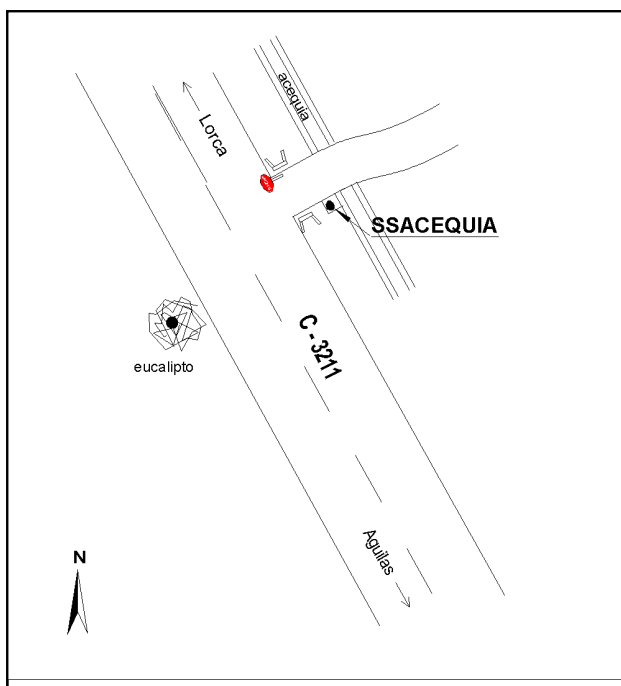 acequia
Lorca
SSACEQUIA
C - 3211
eucalipto
Aguilas
N